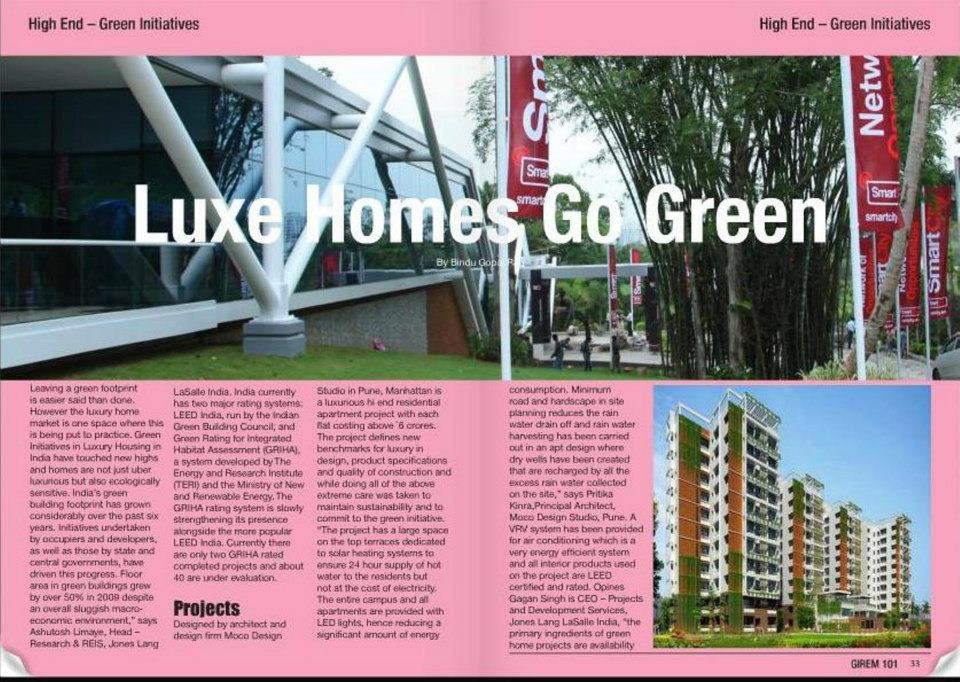 High End – Green Initiatives
High End – Green Initiatives
Sm
Smar
smartc
Netw
Smart
smartcity
Smart
Luxe Homes Go Green
By Bindu Gopal R
Leaving a green footprint
is easier said than done.
However the luxury home
market is one space where this
is being put to practice. Green
Initiatives in Luxury Housing in
India have touched new highs
and homes are not just uber
luxurious but also ecologically
sensitive. India's green
building footprint has grown
considerably over the past six
years. Initiatives undertaken
by occupiers and developers,
as well as those by state and
central governments, have
driven this progress. Floor
area in green buildings grew
by over 50% in 2009 despite
an overall sluggish macro-
economic environment," says
Ashutosh Limaye, Head –
Research & REIS, Jones Lang
LaSalle India. India currently
has two major rating systems:
LEED India, run by the Indian
Green Building Council; and
Green Rating for Integrated
Habitat Assessment (GRIHA),
a system developed by The
Energy and Research Institute
(TERI) and the Ministry of New
and Renewable Energy. The
GRIHA rating system is slowly
strengthening its presence
alongside the more popular
LEED India. Currently there
are only two GRIHA rated
completed projects and about
40 are under evaluation.
Projects
Designed by architect and
design firm Moco Design
Studio in Pune, Manhattan is
a luxurious hi end residential
apartment project with each
flat costing above `6 crores.
The project defines new
benchmarks for luxury in
design, product specifications
and quality of construction and
while doing all of the above
extreme care was taken to
maintain sustainability and to
commit to the green initiative.
"The project has a large space
on the top terraces dedicated
to solar heating systems to
ensure 24 hour supply of hot
water to the residents but
not at the cost of electricity.
The entire campus and all
apartments are provided with
LED lights, hence reducing a
significant amount of energy
consumption. Minimum
road and hardscape in site
planning reduces the rain
water drain off and rain water
harvesting has been carried
out in an apt design where
dry wells have been created
that are recharged by all the
excess rain water collected
on the site," says Pritika
Kinra,Principal Architect,
Moco Design Studio, Pune. A
VRV system has been provided
for air conditioning which is a
very energy efficient system
and all interior products used
on the project are LEED
certified and rated. Opines
Gagan Singh is CEO – Projects
and Development Services,
Jones Lang LaSalle India, "the
primary ingredients of green
home projects are availability
GIREM 101 33